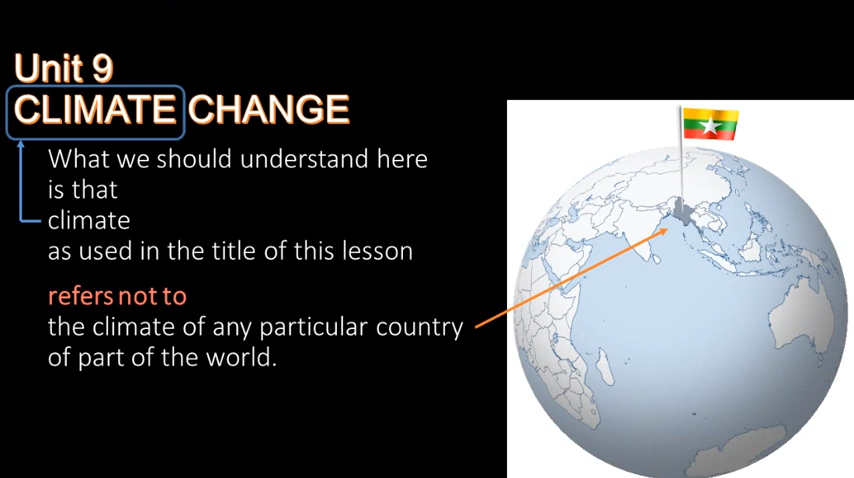 Unit 9
CLIMATE CHANGE
What we should understand here
is that
climate
as used in the title of this lesson
refers not to
the climate of any particular country
of part of the world.